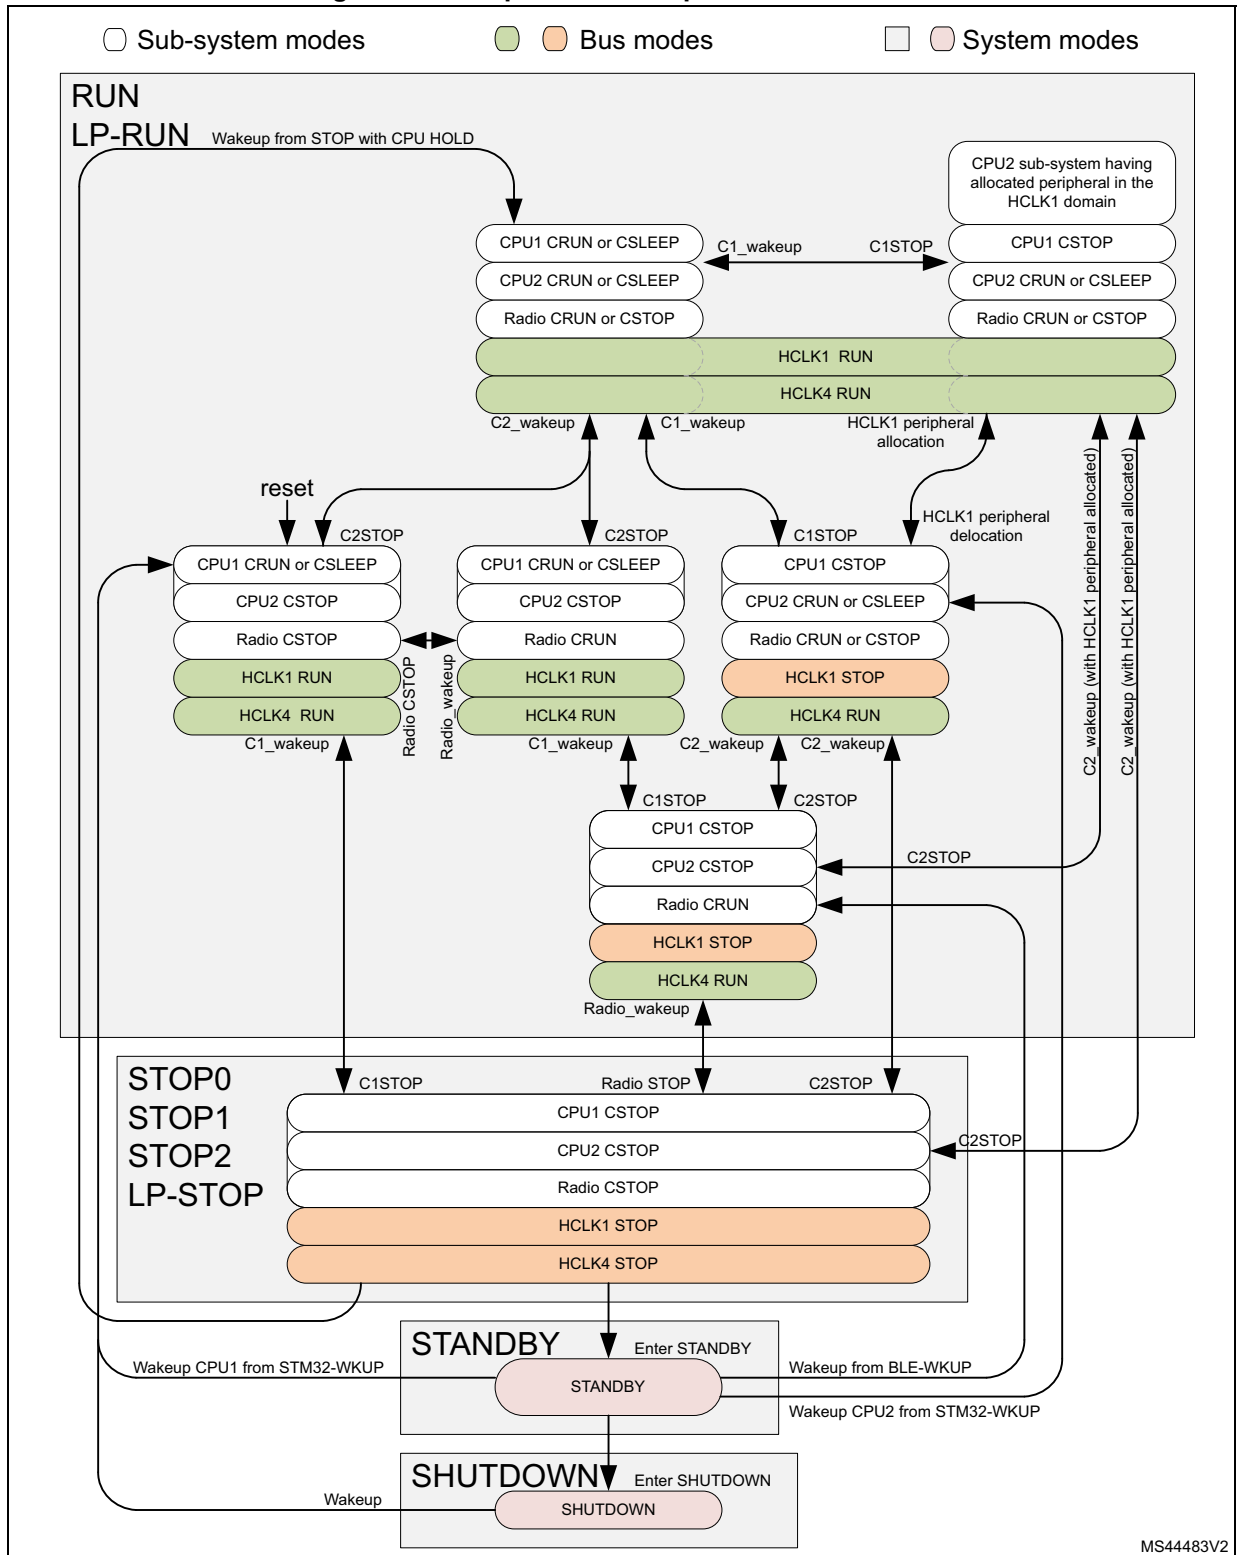 Sub-system modes
Bus modes
System modes
RUN
LP-RUN
Wakeup from STOP with CPU HOLD
CPU2 sub-system having
allocated peripheral in the
HCLK1 domain
CPU1 CRUN or CSLEEP
C1_wakeup
C1STOP
CPU1 CSTOP
CPU2 CRUN or CSLEEP
CPU2 CRUN or CSLEEP
Radio CRUN or CSTOP
Radio CRUN or CSTOP
HCLK1 RUN
HCLK4 RUN
C2_wakeup
C1_wakeup
HCLK1 peripheral
allocation
C2_wakeup (with HCLK1 peripheral allocated)
C2_wakeup (with HCLK1 peripheral allocated)
reset
HCLK1 peripheral
delocation
C2STOP
C2STOP
C1STOP
CPU1 CRUN or CSLEEP
CPU2 CSTOP
Radio CSTOP
HCLK1 RUN
HCLK4 RUN
C1_wakeup
Radio CSTOP
Radio_wakeup
CPU1 CRUN or CSLEEP
CPU2 CSTOP
Radio CRUN
HCLK1 RUN
HCLK4 RUN
C1_wakeup
CPU1 CSTOP
CPU2 CRUN or CSLEEP
Radio CRUN or CSTOP
HCLK1 STOP
HCLK4 RUN
C2_wakeup
C2_wakeup
C1STOP
C2STOP
CPU1 CSTOP
CPU2 CSTOP
C2STOP
Radio CRUN
HCLK1 STOP
HCLK4 RUN
Radio_wakeup
STOP0
STOP1
STOP2
LP-STOP
C1STOP
Radio STOP
C2STOP
CPU1 CSTOP
CPU2 CSTOP
C2STOP
Radio CSTOP
HCLK1 STOP
HCLK4 STOP
STANDBY
Enter STANDBY
Wakeup CPU1 from STM32-WKUP
STANDBY
Wakeup from BLE-WKUP
Wakeup CPU2 from STM32-WKUP
SHUTDOWN
Enter SHUTDOWN
Wakeup
SHUTDOWN
MS44483V2